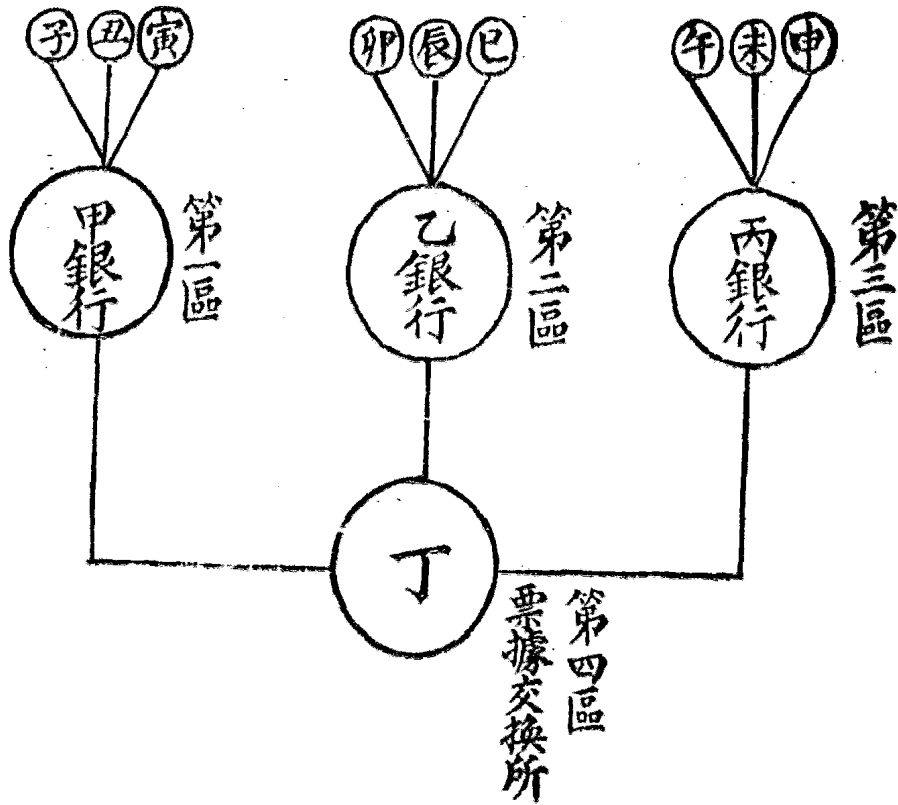 子
丑
寅
卯
辰
巳
午
未
申
甲銀行
第一區
乙銀行
第二區
丙銀行
第三區
丁
第四區
票據交換所